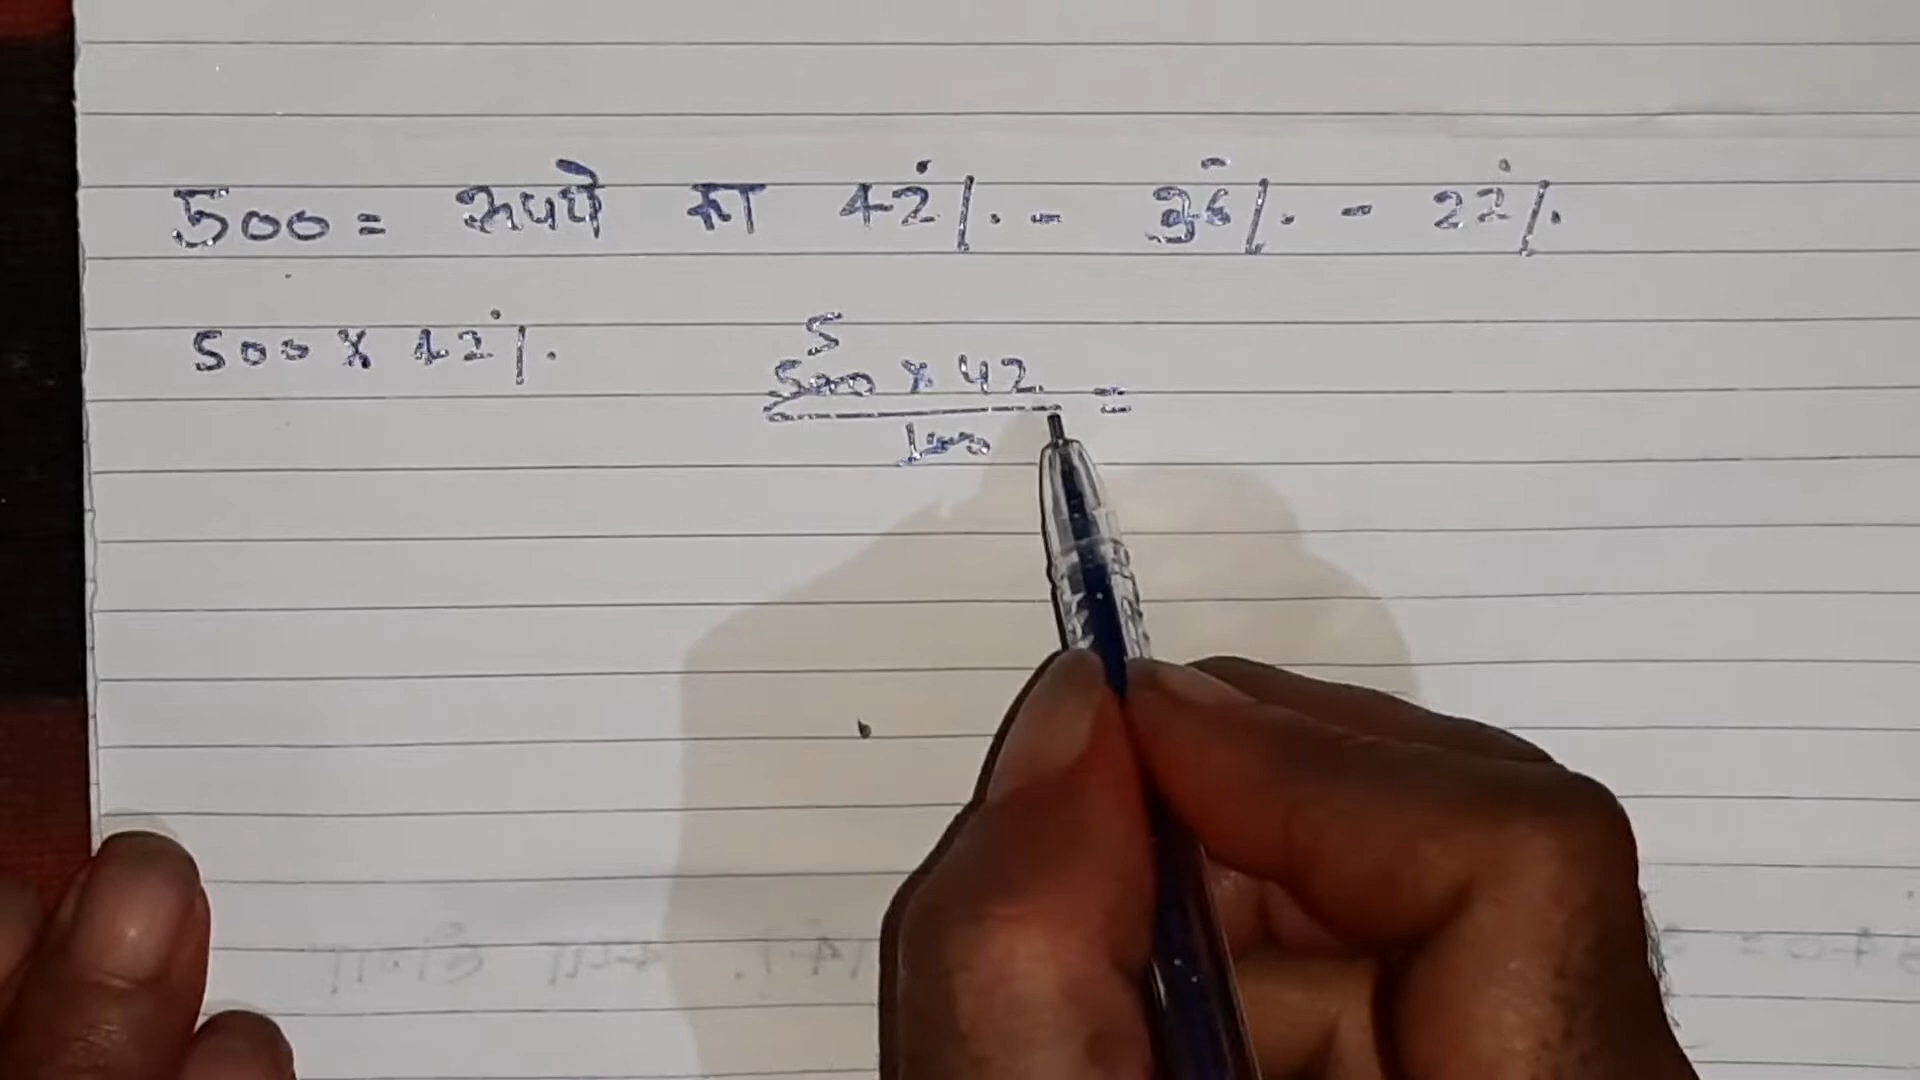 500 = रुपये का 42% - 36% - 22%
500 x 42%
5
500 x 42 =
100